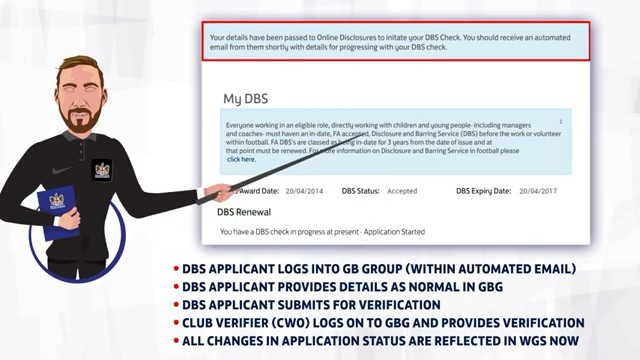 Your details have been passed to Online Disclosures to initate your DBS Check. You should receive an automated
email from them shortly with details for progressing with your DBS check.
My DBS
Everyone working in an eligible role, directly working with children and young people- including managers
and coaches- must haven an in-date, FA accepted, Disclosure and Barring Service (DBS) before the work or volunteer
within football. FA DBS's are classed as being in-date for 3 years from the date of issue and at
that point must be renewed. For more information on Disclosure and Barring Service in football please
click here.
Award Date: 20/04/2014 DBS Status: Accepted DBS Expiry Date: 20/04/2017
DBS Renewal
You have a DBS check in progress at present - Application Started
• DBS APPLICANT LOGS INTO GB GROUP (WITHIN AUTOMATED EMAIL)
• DBS APPLICANT PROVIDES DETAILS AS NORMAL IN GBG
• DBS APPLICANT SUBMITS FOR VERIFICATION
• CLUB VERIFIER (CWO) LOGS ON TO GBG AND PROVIDES VERIFICATION
• ALL CHANGES IN APPLICATION STATUS ARE REFLECTED IN WGS NOW